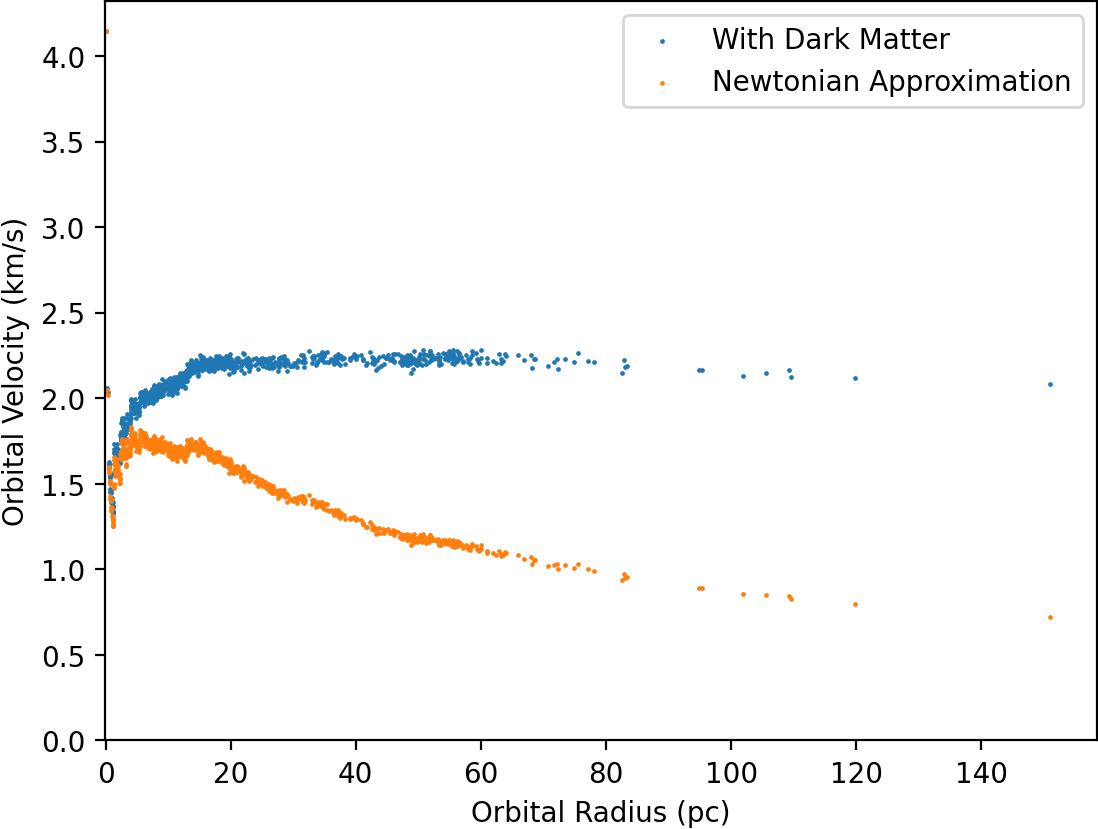 With Dark Matter
Newtonian Approximation
Orbital Velocity (km/s)
4.0
3.5
3.0
2.5
2.0
1.5
1.0
0.5
0.0
0 20 40 60 80 100 120 140
Orbital Radius (pc)